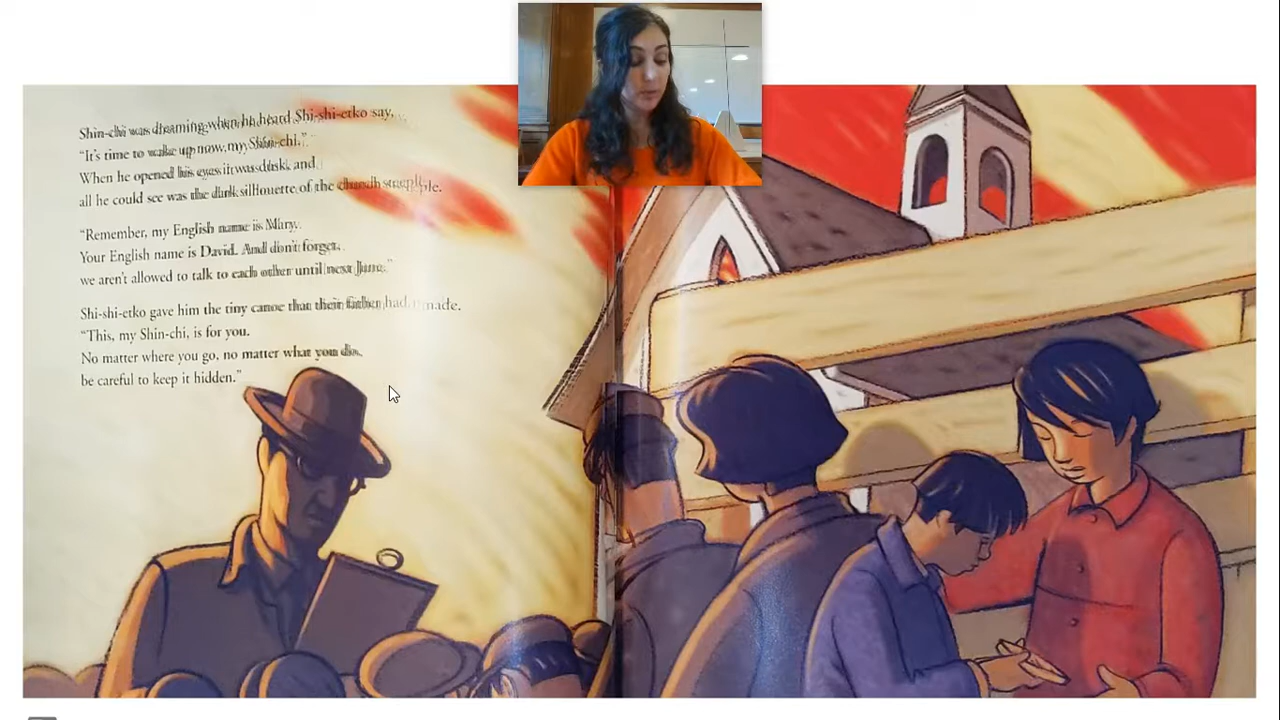 Shin-chi was dreaming when he heard Shi-shi-etko say,
"It's time to wake up now, my Shin-chi."
When he opened his eyes it was dusk and
all he could see was the dark silhouette of the church steeple.
"Remember, my English name is Mary.
Your English name is David. And don't forget,
we aren't allowed to talk to each other until next June."
Shi-shi-etko gave him the tiny canoe that their father had made.
"This, my Shin-chi, is for you.
No matter where you go, no matter what you do,
be careful to keep it hidden."